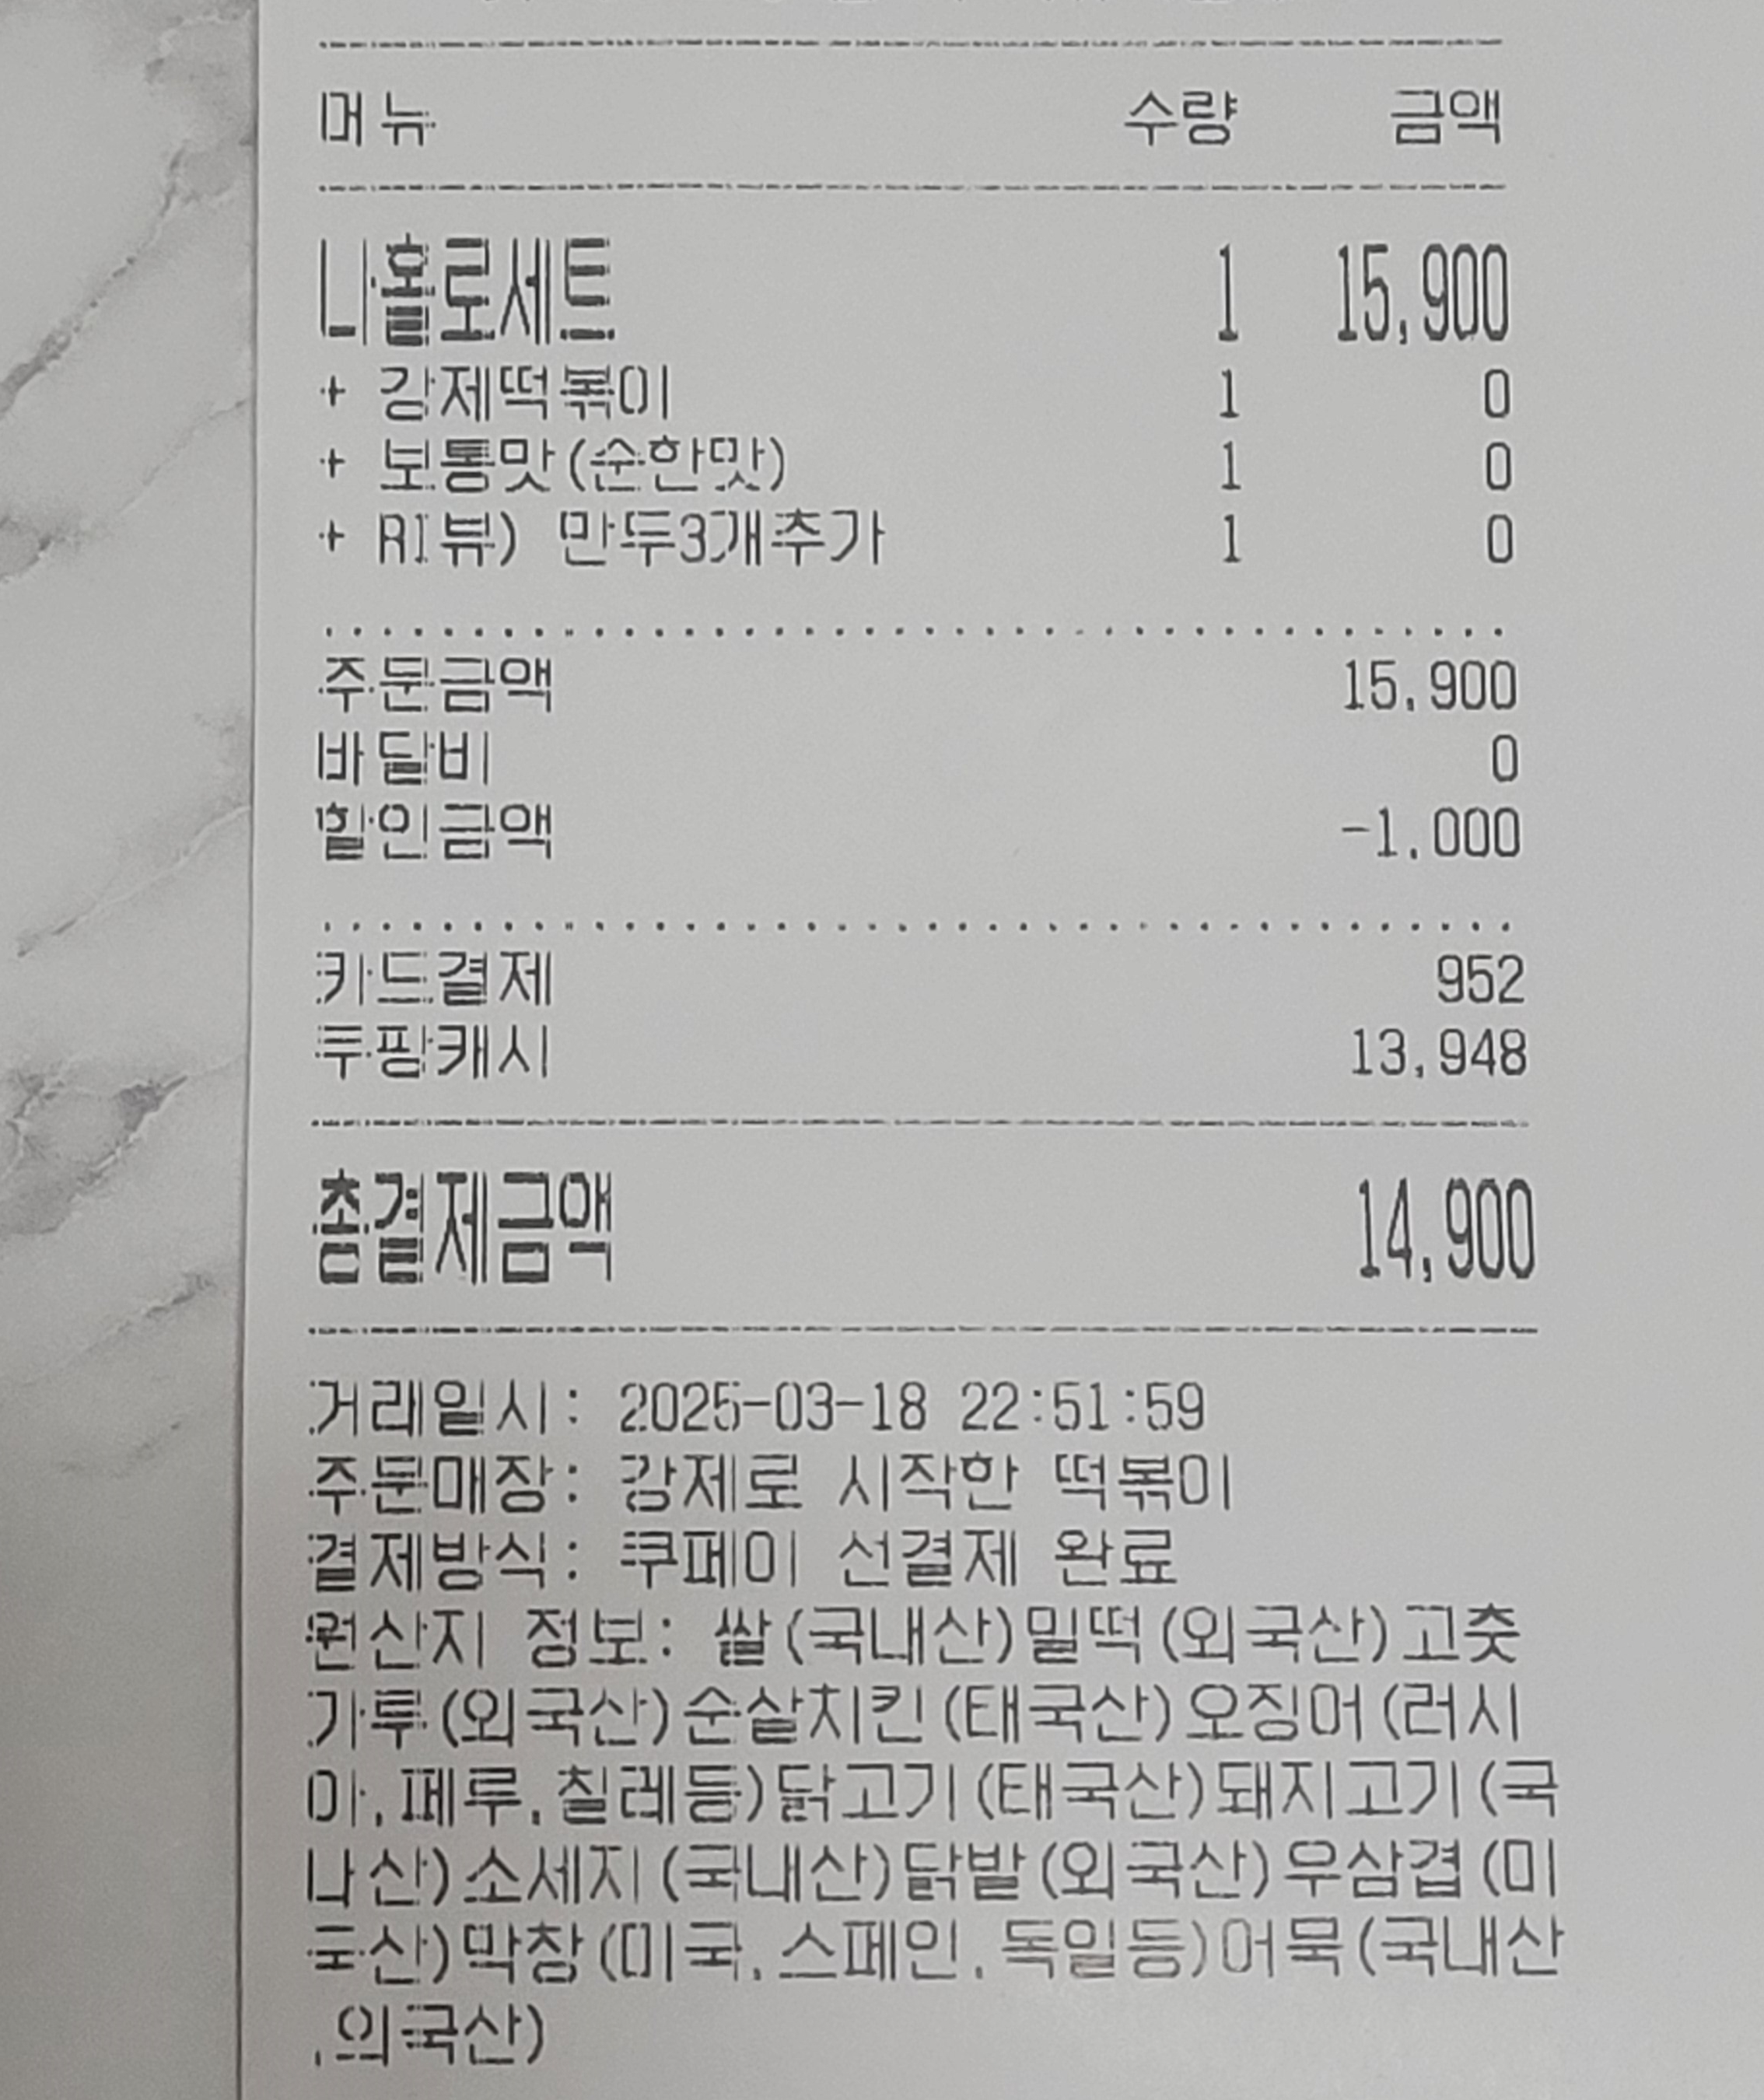 메뉴 수량 금액
나홀로세트 1 15,900
+ 강제떡볶이 1 0
+ 보통맛(순한맛) 1 0
+ RI뷰) 만두3개추가 1 0
주문금액 15,900
배달비 0
할인금액 -1,000
카드결제 952
쿠팡캐시 13,948
총결제금액 14,900
거래일시: 2025-03-18 22:51:59
주문매장: 강제로 시작한 떡볶이
결제방식: 쿠페이 선결제 완료
원산지 정보: 쌀(국내산)밀떡(외국산)고춧
가루(외국산)순살치킨(태국산)오징어(러시
아,페루,칠레등)닭고기(태국산)돼지고기(국
내산)소세지(국내산)닭발(외국산)우삼겹(미
국산)막창(미국,스페인,독일등)어묵(국내산
,외국산)